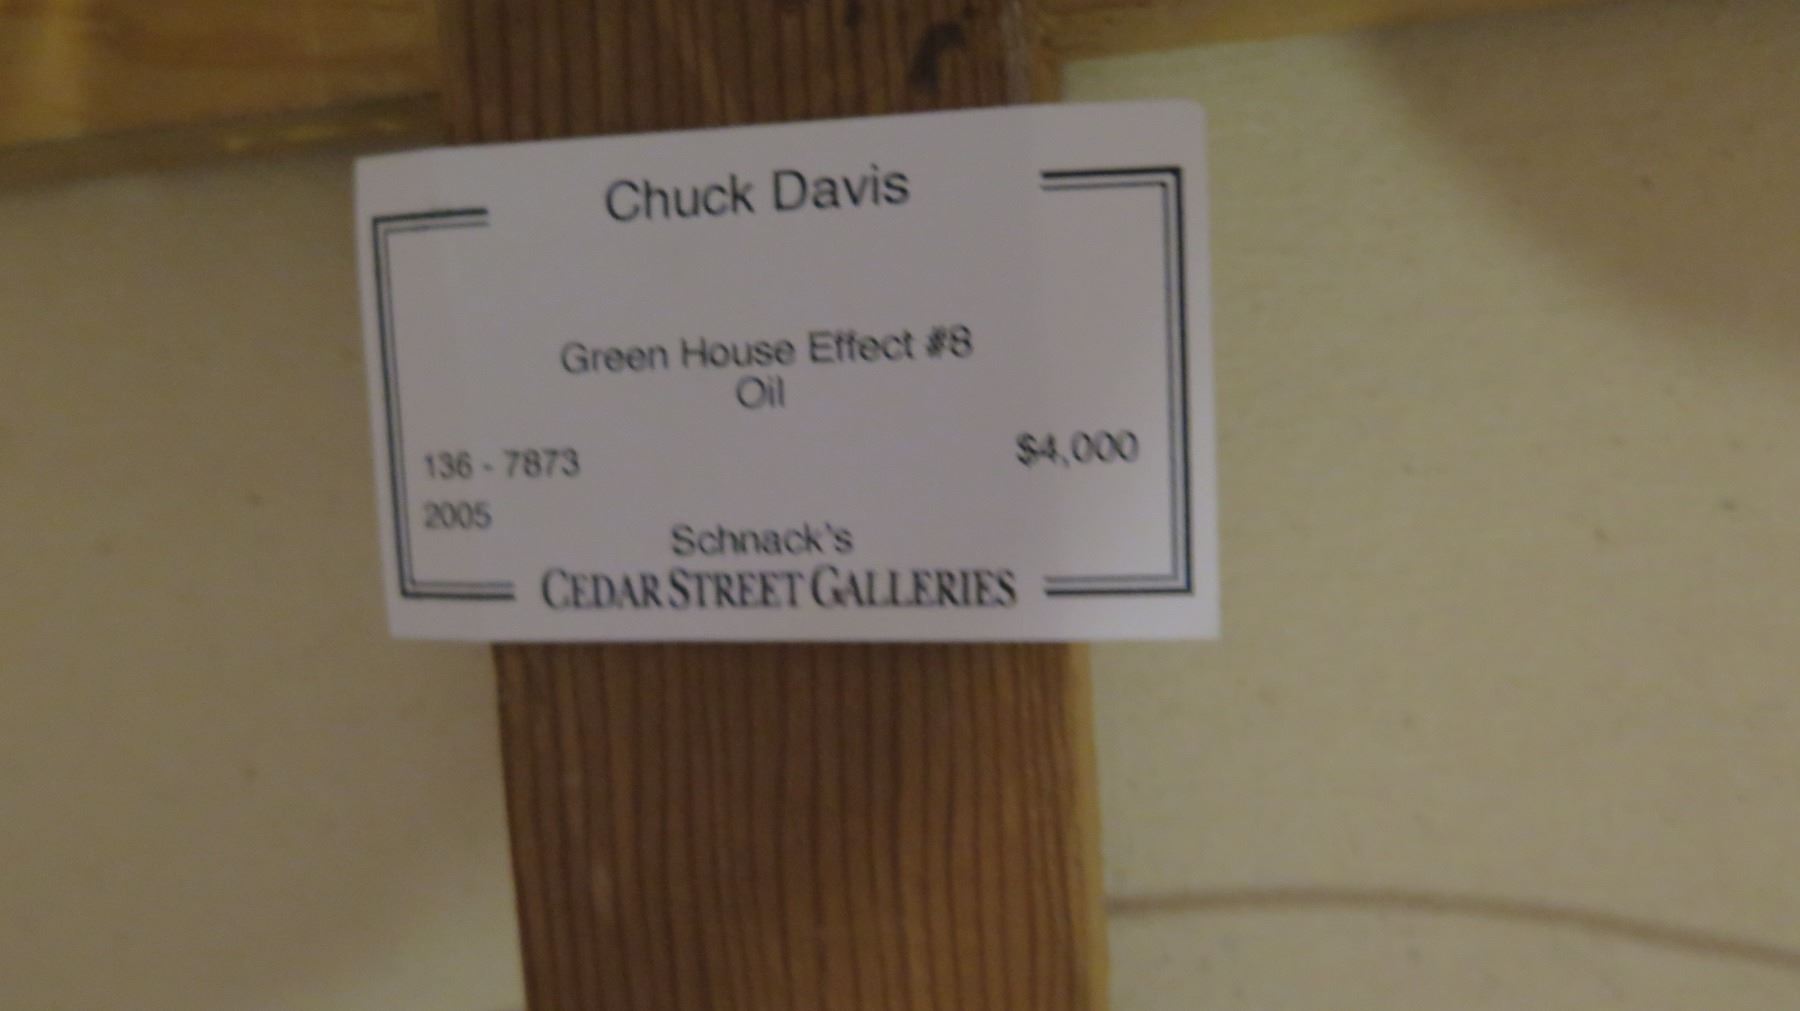 Chuck Davis
Green House Effect #8
Oil
136 - 7873
$4,000
2005
Schnack's
CEDAR STREET GALLERIES